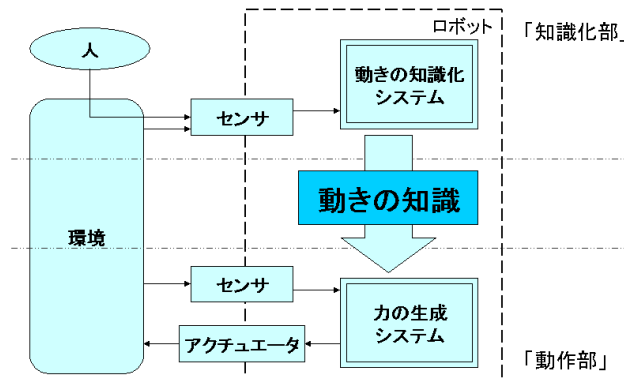 ロボット
「知識化部」
人
動きの知識化
システム
センサ
動きの知識
環境
センサ
力の生成
システム
アクチュエータ
「動作部」